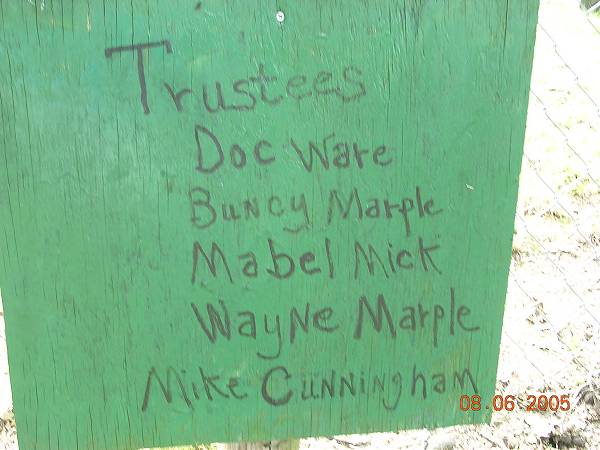 Trustees
Doc Ware
Buncy Marple
Mabel Mick
Wayne Marple
Mike Cunningham
08.06 2005